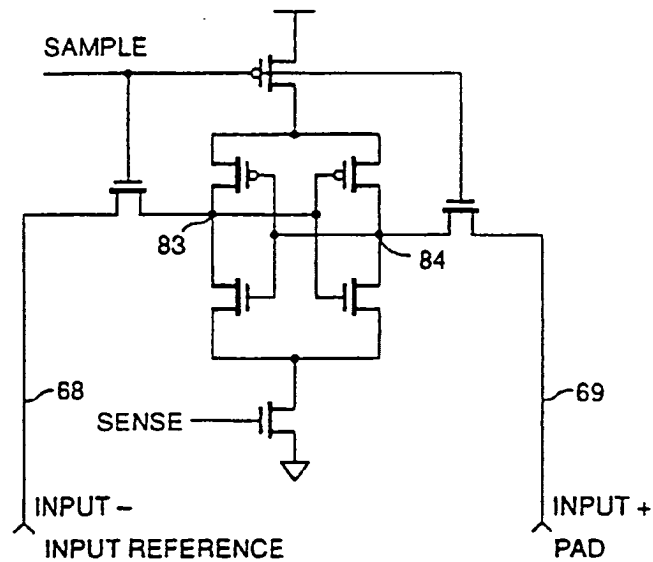 SAMPLE
83
84
68
69
SENSE
INPUT –
INPUT REFERENCE
INPUT +
PAD